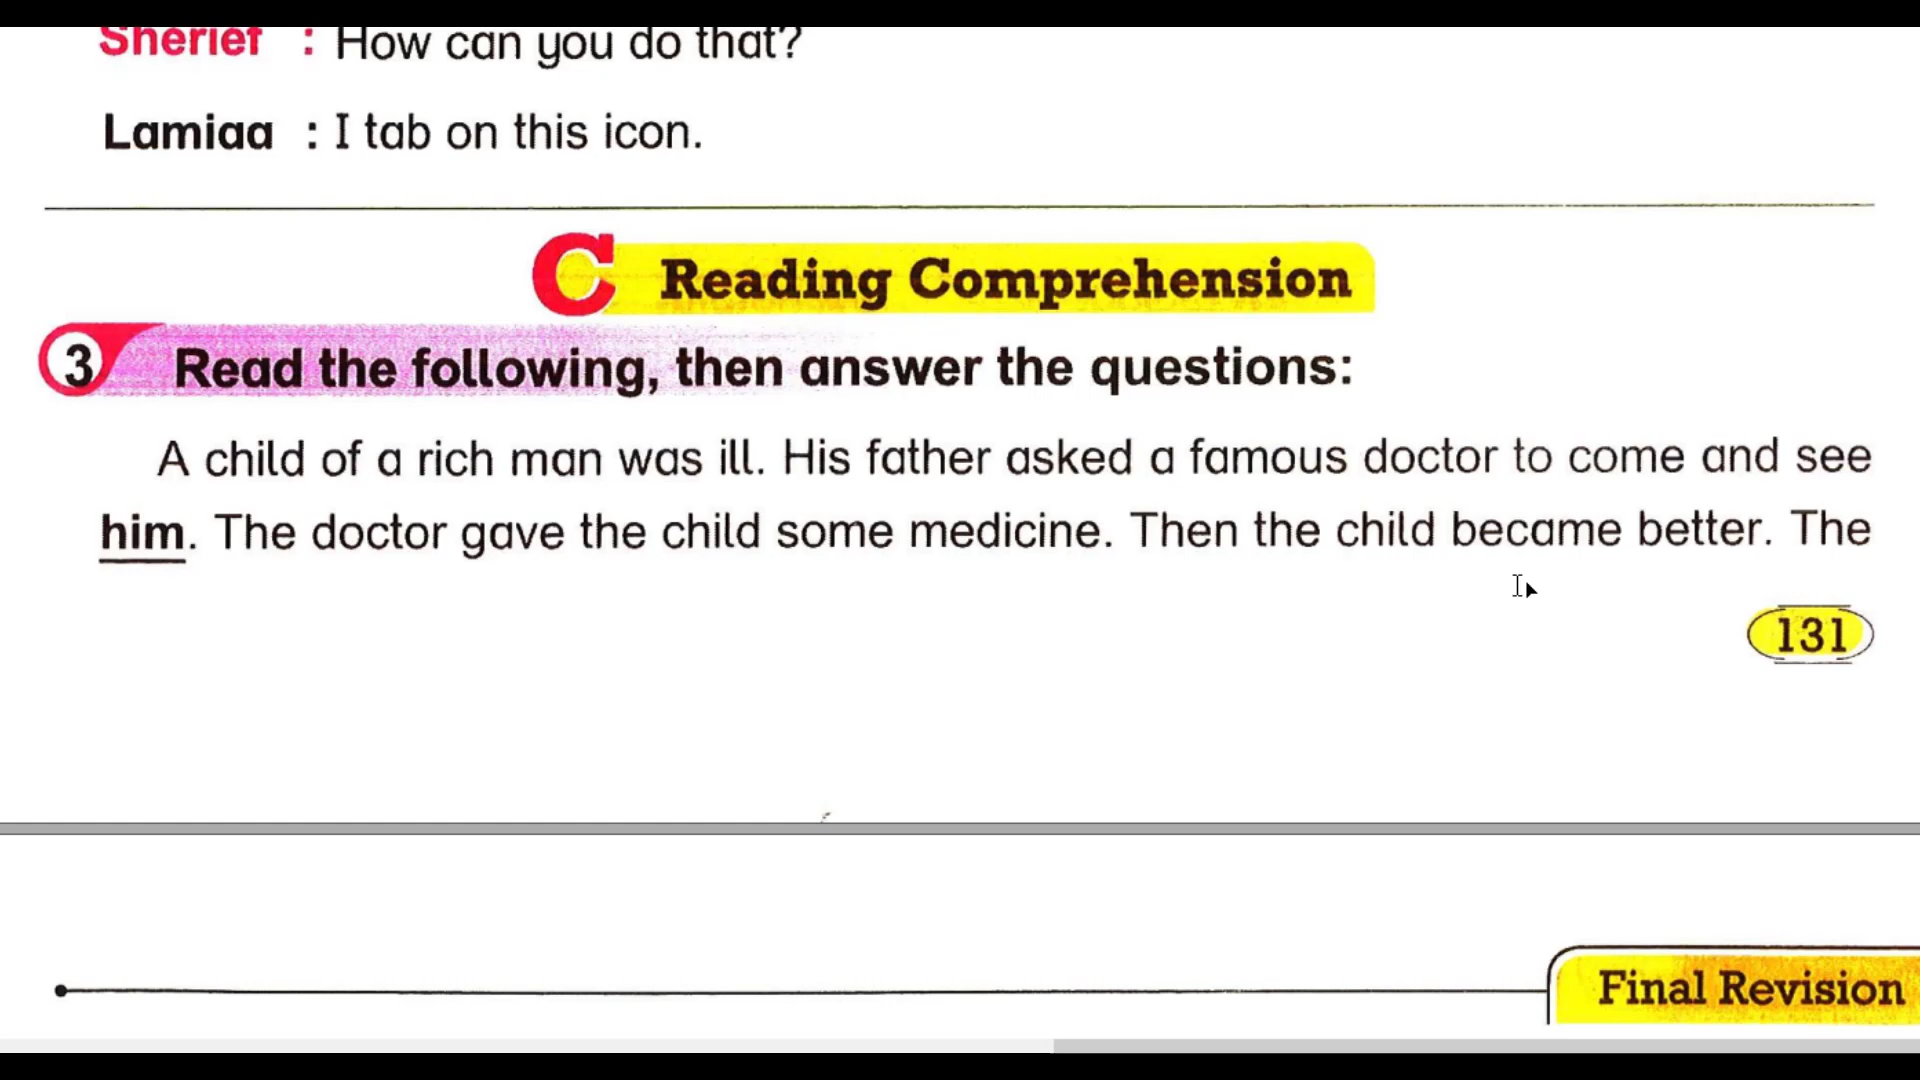 Sherief : How can you do that?
Lamiaa : I tab on this icon.
C Reading Comprehension
3 Read the following, then answer the questions:
A child of a rich man was ill. His father asked a famous doctor to come and see
him. The doctor gave the child some medicine. Then the child became better. The
131
Final Revision